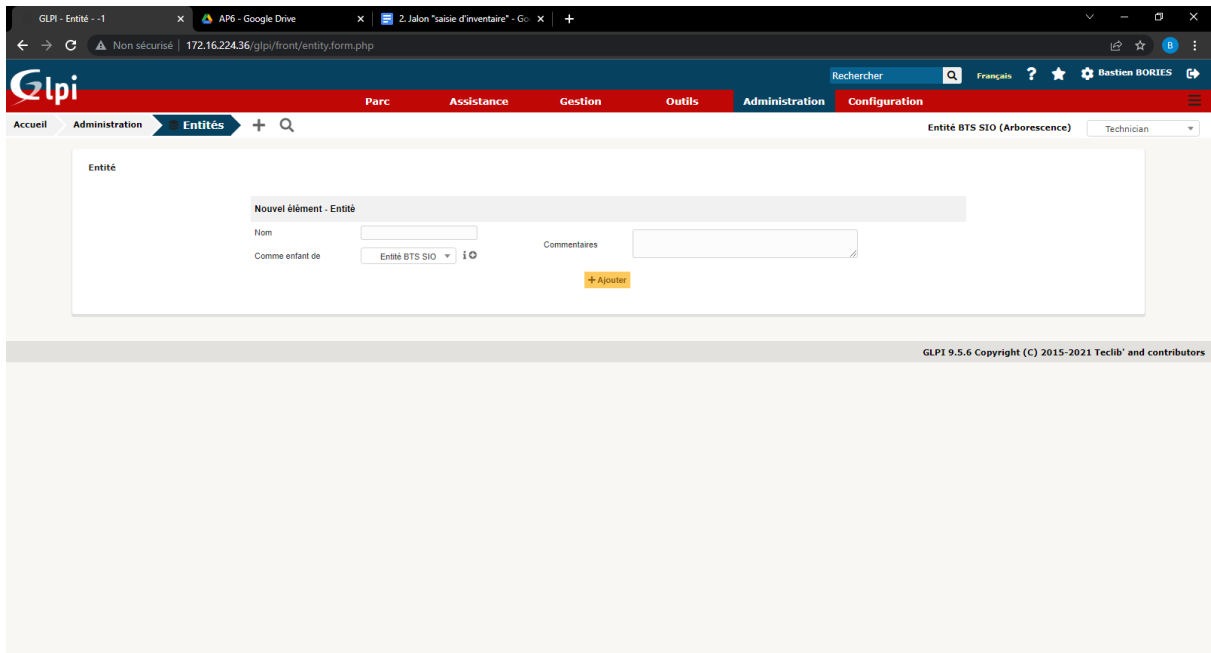 GLPI - Entité - -1
AP6 - Google Drive
2. Jalon "saisie d'inventaire" - Go
Non sécurisé | 172.16.224.36/glpi/front/entity.form.php
B
Glpi
Rechercher
Français
?
Bastien BORIES
Parc
Assistance
Gestion
Outils
Administration
Configuration
Accueil
Administration
Entités
Entité BTS SIO (Arborescence)
Technician
Entité
Nouvel élément - Entité
Nom
Commentaires
Comme enfant de
Entité BTS SIO
+ Ajouter
GLPI 9.5.6 Copyright (C) 2015-2021 Teclib' and contributors